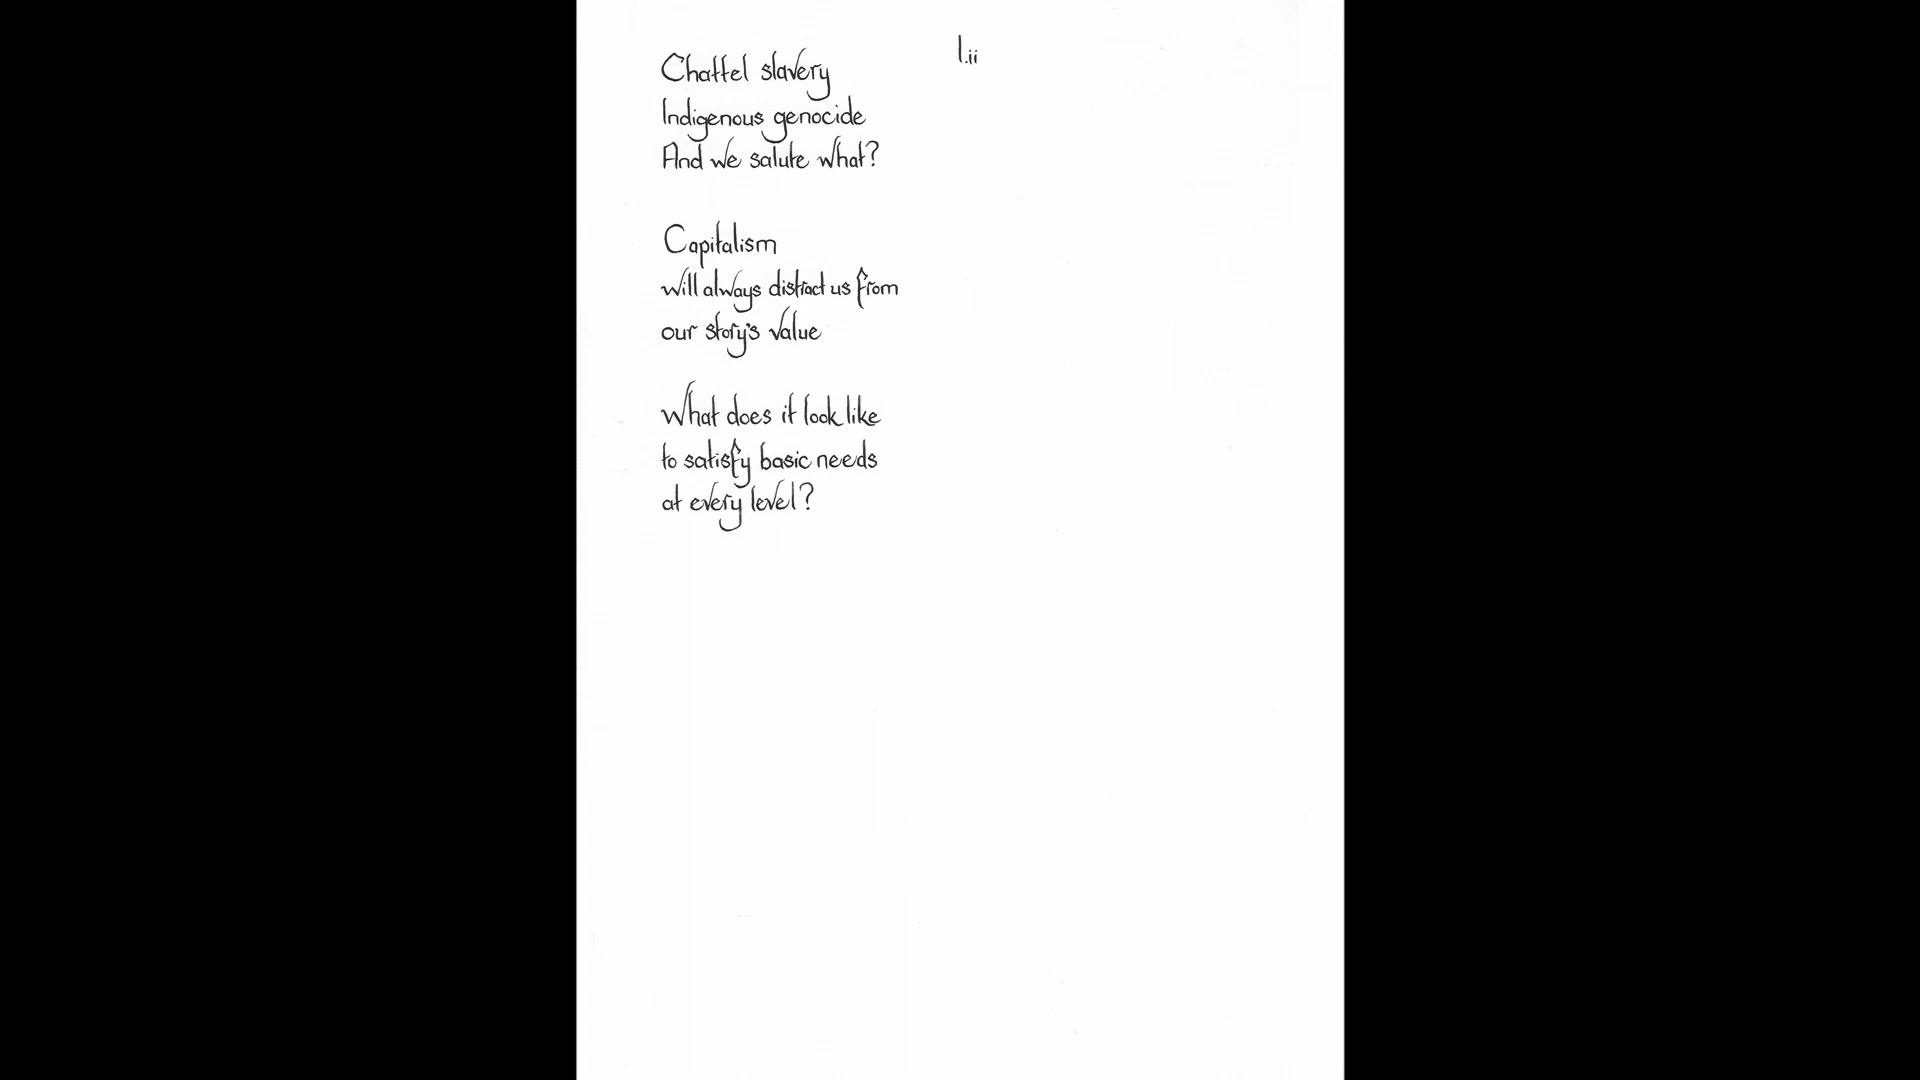 1.ii
Chattel slavery
Indigenous genocide
And we salute what?
Capitalism
will always distract us from
our story's value
What does it look like
to satisfy basic needs
at every level?